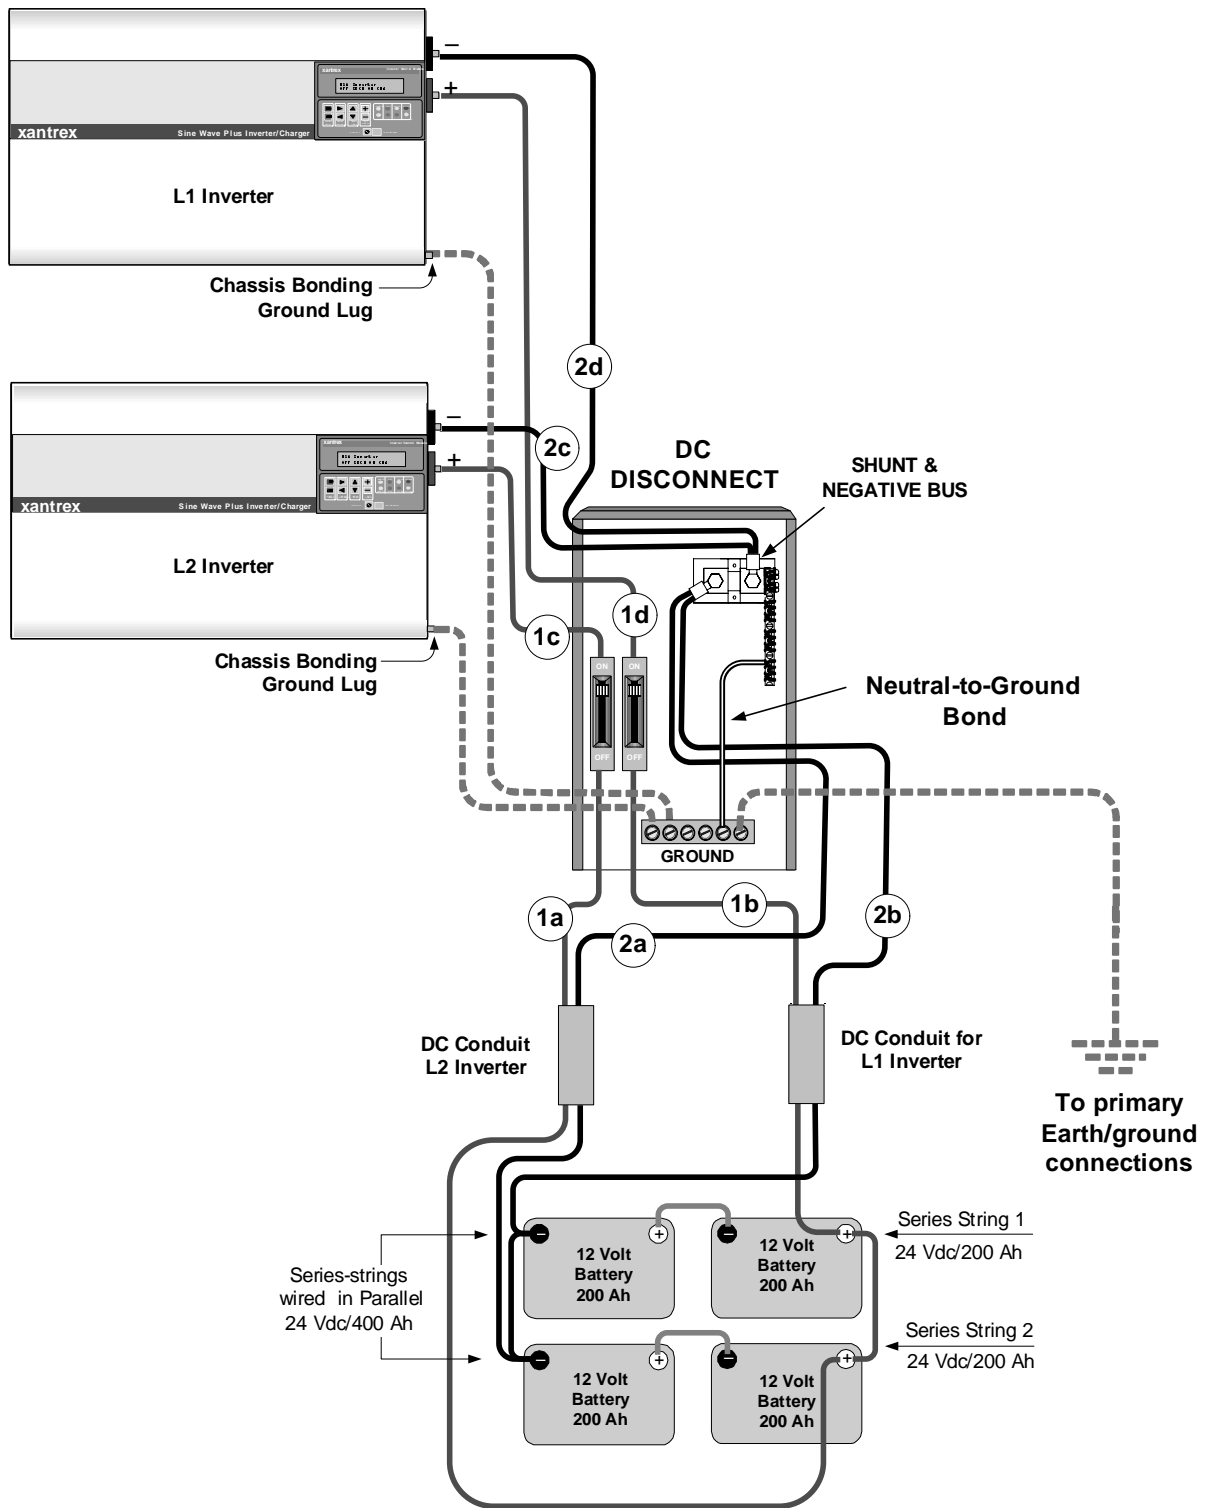 −
+
xantrex
xantrex
Sine Wave Plus Inverter/Charger
L1 Inverter
Chassis Bonding
Ground Lug
2d
−
+
2c
DC
DISCONNECT
SHUNT &
NEGATIVE BUS
xantrex
xantrex
Sine Wave Plus Inverter/Charger
L2 Inverter
1c
1d
Chassis Bonding
Ground Lug
ON
ON
OFF
OFF
Neutral-to-Ground
Bond
GROUND
1a
2a
1b
2b
DC Conduit
L2 Inverter
DC Conduit for
L1 Inverter
To primary
Earth/ground
connections
Series-strings
wired in Parallel
24 Vdc/400 Ah
−
+
12 Volt
Battery
200 Ah
−
+
12 Volt
Battery
200 Ah
Series String 1
24 Vdc/200 Ah
−
+
12 Volt
Battery
200 Ah
−
+
12 Volt
Battery
200 Ah
Series String 2
24 Vdc/200 Ah